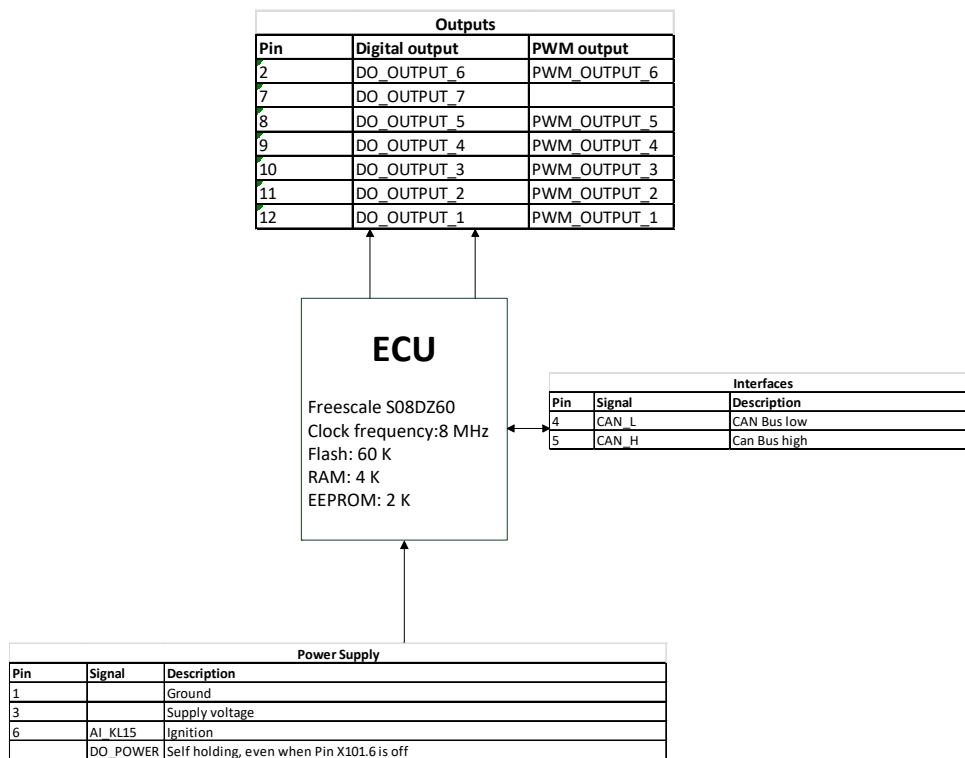 Outputs
Pin Digital output PWM output
2 DO_OUTPUT_6 PWM_OUTPUT_6
7 DO_OUTPUT_7
8 DO_OUTPUT_5 PWM_OUTPUT_5
9 DO_OUTPUT_4 PWM_OUTPUT_4
10 DO_OUTPUT_3 PWM_OUTPUT_3
11 DO_OUTPUT_2 PWM_OUTPUT_2
12 DO_OUTPUT_1 PWM_OUTPUT_1
ECU
Freescale S08DZ60
Clock frequency:8 MHz
Flash: 60 K
RAM: 4 K
EEPROM: 2 K
Interfaces
Pin Signal Description
4 CAN_L CAN Bus low
5 CAN_H Can Bus high
Power Supply
Pin Signal Description
1 Ground
3 Supply voltage
6 AI_KL15 Ignition
DO_POWER Self holding, even when Pin X101.6 is off